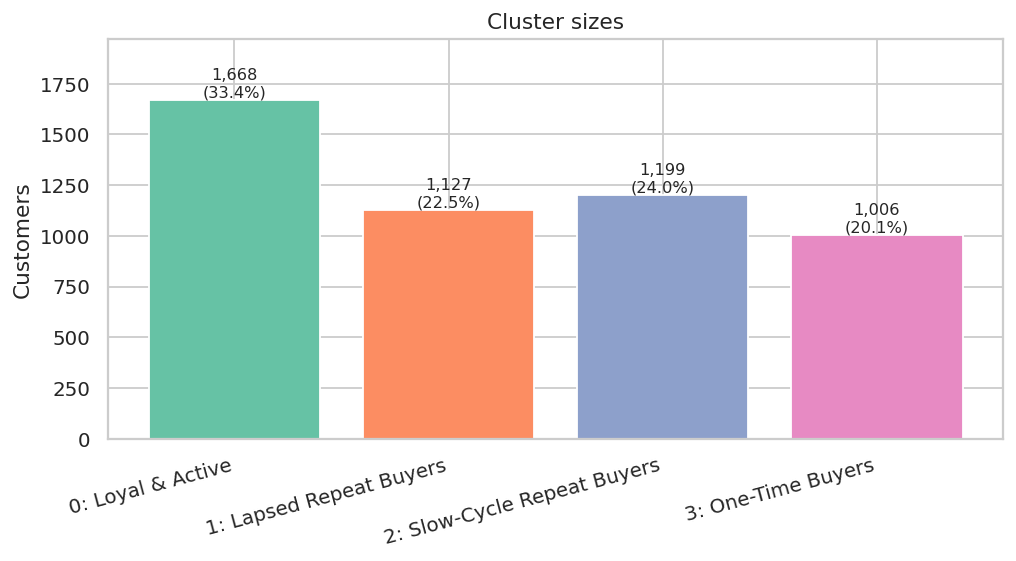 Cluster sizes
Customers
1750
1500
1250
1000
750
500
250
0
1,668
(33.4%)
1,127
(22.5%)
1,199
(24.0%)
1,006
(20.1%)
0: Loyal & Active
1: Lapsed Repeat Buyers
2: Slow-Cycle Repeat Buyers
3: One-Time Buyers